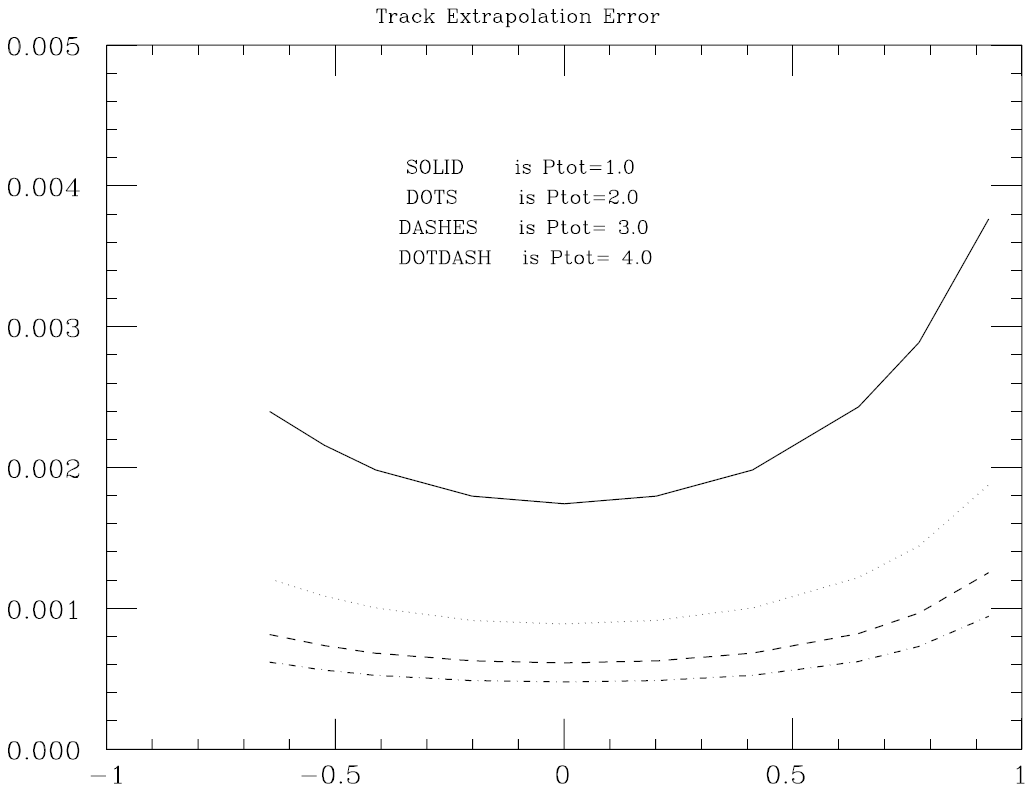 Track Extrapolation Error
0.005
SOLID is Ptot=1.0
0.004
DOTS is Ptot=2.0
DASHES is Ptot= 3.0
DOTDASH is Ptot= 4.0
0.003
0.002
0.001
0.000
−1 −0.5 0 0.5 1